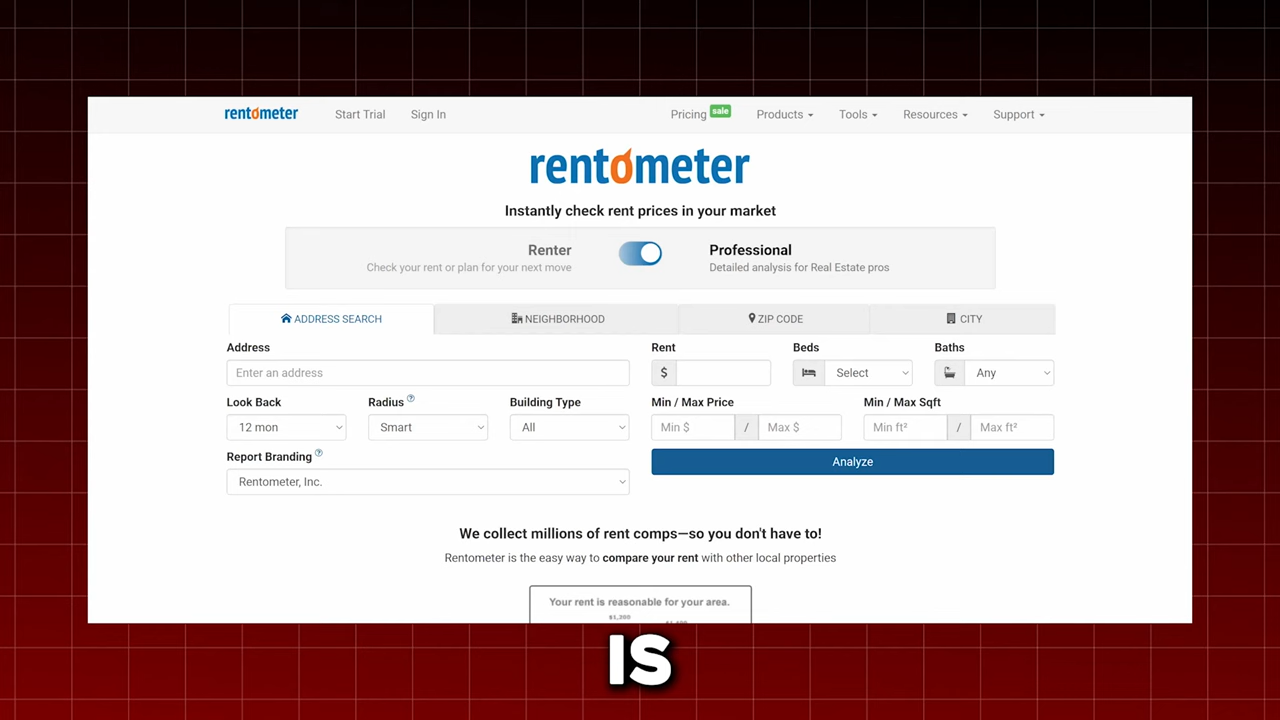 rentometer Start Trial Sign In Pricing sale Products Tools Resources Support
rentometer
Instantly check rent prices in your market
Renter Professional
Check your rent or plan for your next move Detailed analysis for Real Estate pros
ADDRESS SEARCH NEIGHBORHOOD ZIP CODE CITY
Address Rent Beds Baths
Enter an address $ Select Any
Look Back Radius ? Building Type Min / Max Price Min / Max Sqft
12 mon Smart All Min $ / Max $ Min ft² / Max ft²
Report Branding ? Analyze
Rentometer, Inc.
We collect millions of rent comps—so you don't have to!
Rentometer is the easy way to compare your rent with other local properties
Your rent is reasonable for your area.
$1,300
IS